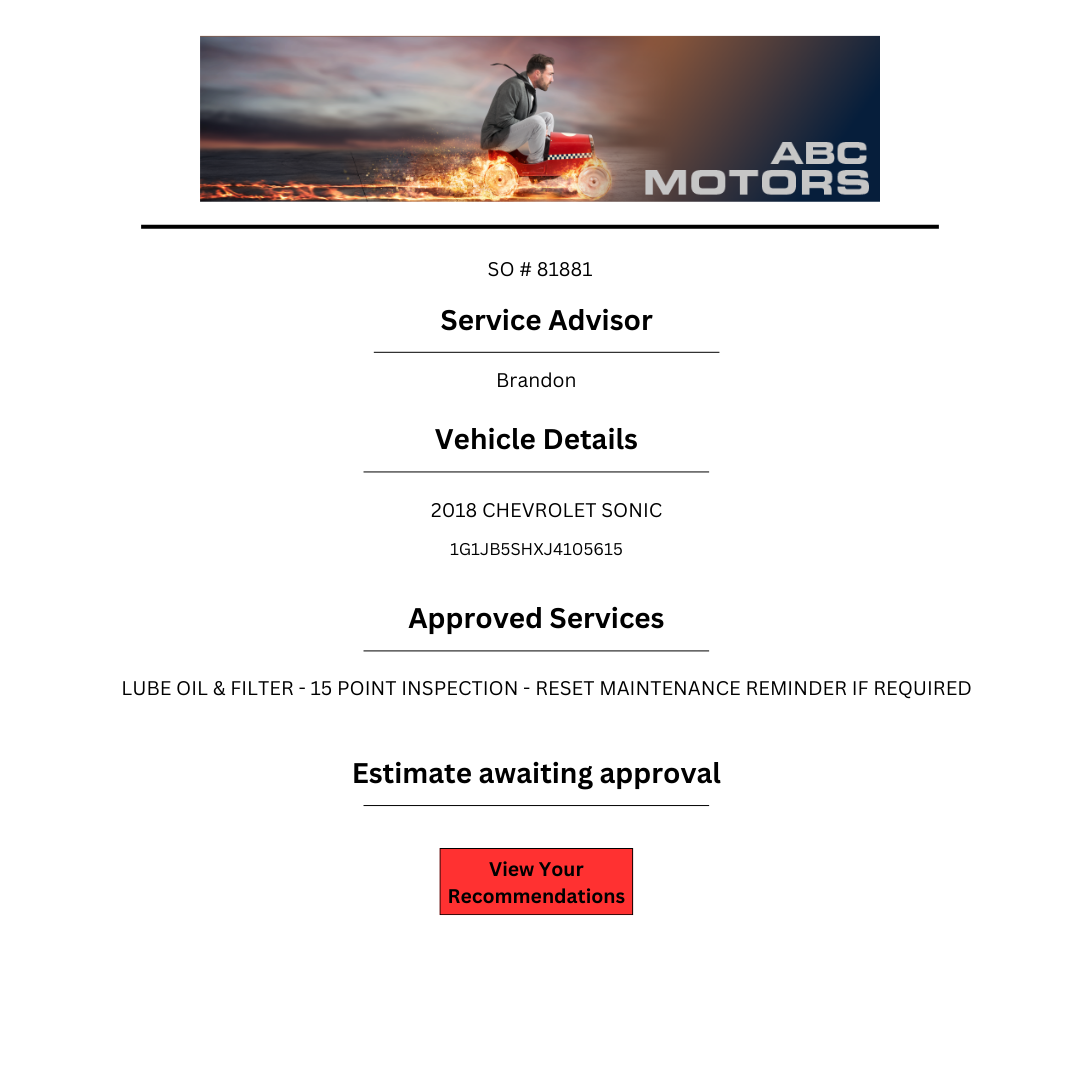 ABC
MOTORS
SO # 81881
Service Advisor
Brandon
Vehicle Details
2018 CHEVROLET SONIC
1G1JB5SHXJ4105615
Approved Services
LUBE OIL & FILTER - 15 POINT INSPECTION - RESET MAINTENANCE REMINDER IF REQUIRED
Estimate awaiting approval
View Your
Recommendations